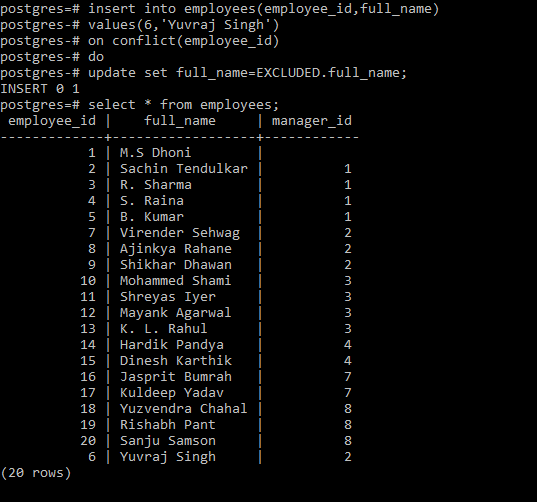 postgres=# insert into employees(employee_id,full_name)
postgres-# values(6,'Yuvraj Singh')
postgres-# on conflict(employee_id)
postgres-# do
postgres-# update set full_name=EXCLUDED.full_name;
INSERT 0 1
postgres=# select * from employees;
 employee_id |    full_name     | manager_id
-------------+------------------+------------
           1 | M.S Dhoni        |
           2 | Sachin Tendulkar |          1
           3 | R. Sharma        |          1
           4 | S. Raina         |          1
           5 | B. Kumar         |          1
           7 | Virender Sehwag  |          2
           8 | Ajinkya Rahane   |          2
           9 | Shikhar Dhawan   |          2
          10 | Mohammed Shami   |          3
          11 | Shreyas Iyer     |          3
          12 | Mayank Agarwal   |          3
          13 | K. L. Rahul      |          3
          14 | Hardik Pandya    |          4
          15 | Dinesh Karthik   |          4
          16 | Jasprit Bumrah   |          7
          17 | Kuldeep Yadav    |          7
          18 | Yuzvendra Chahal |          8
          19 | Rishabh Pant     |          8
          20 | Sanju Samson     |          8
           6 | Yuvraj Singh     |          2
(20 rows)